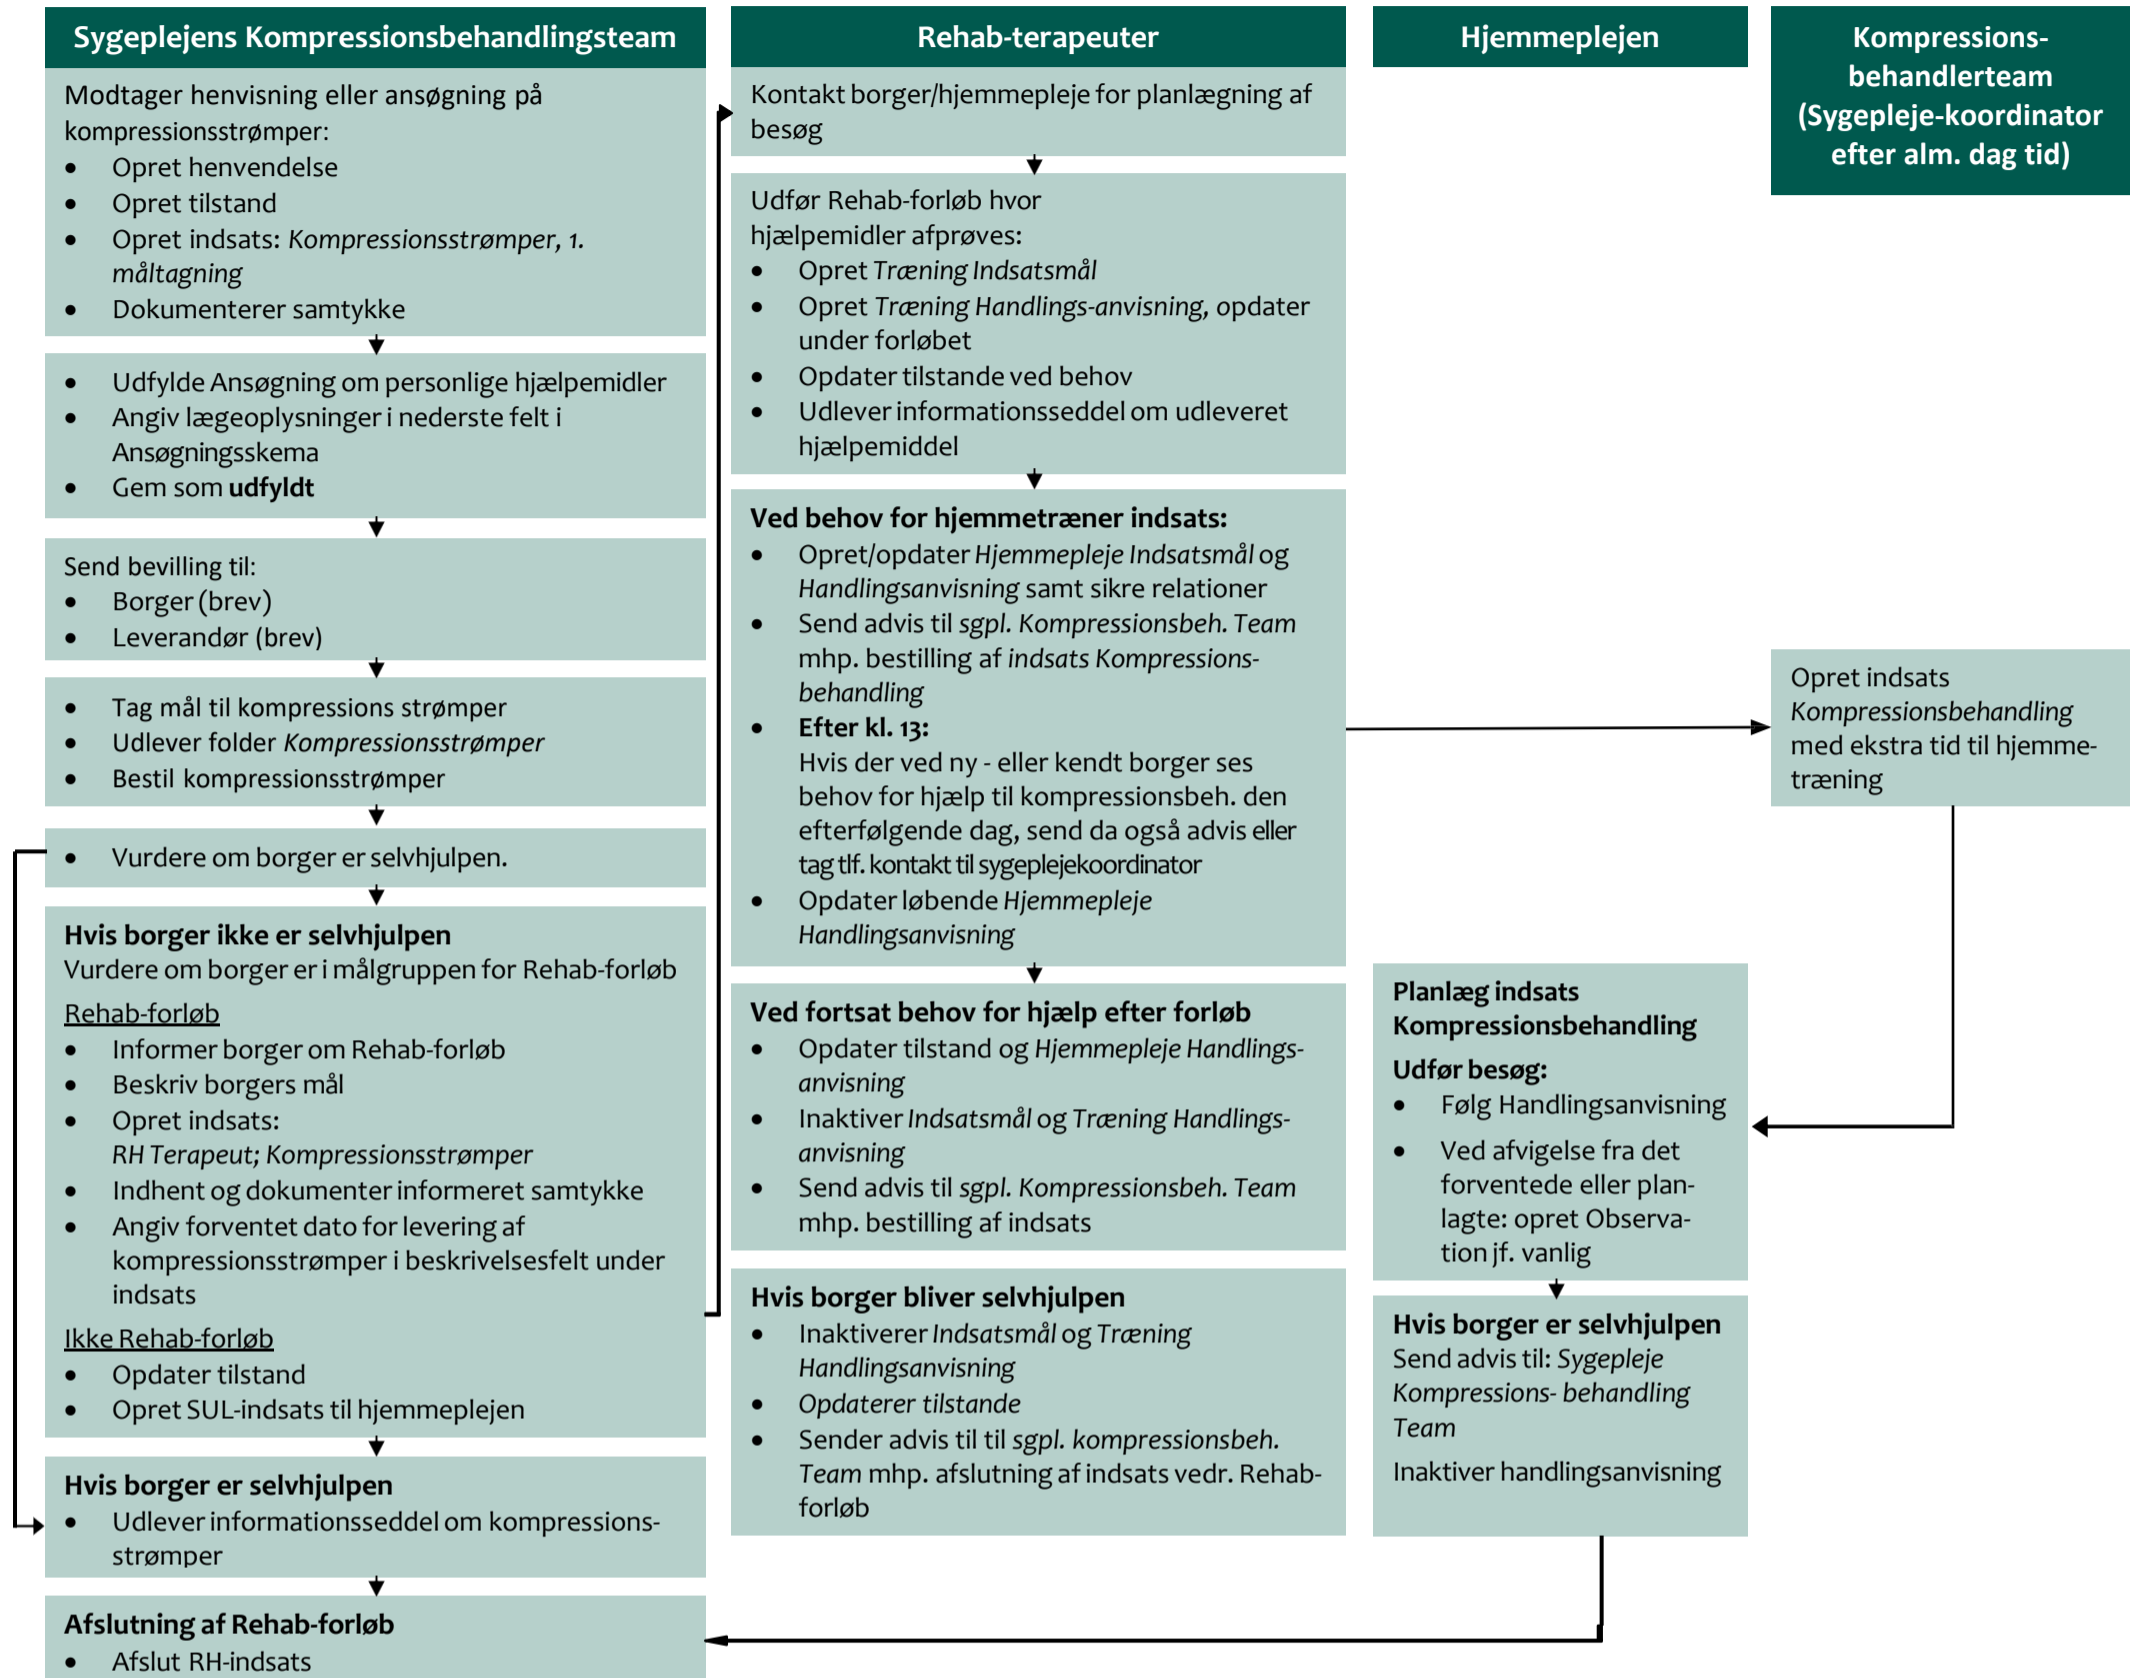 Sygeplejens Kompressionsbehandlingsteam
Modtager henvisning eller ansøgning på
kompressionsstrømper:
• Opret henvendelse
• Opret tilstand
• Opret indsats: Kompressionsstrømper, 1.
måltagning
• Dokumenterer samtykke
• Udfylde Ansøgning om personlige hjælpemidler
• Angiv lægeoplysninger i nederste felt i
Ansøgningsskema
• Gem som udfyldt
Send bevilling til:
• Borger (brev)
• Leverandør (brev)
• Tag mål til kompressions strømper
• Udlever folder Kompressionsstrømper
• Bestil kompressionsstrømper
• Vurdere om borger er selvhjulpen.
Hvis borger ikke er selvhjulpen
Vurdere om borger er i målgruppen for Rehab-forløb
Rehab-forløb
• Informer borger om Rehab-forløb
• Beskriv borgers mål
• Opret indsats:
RH Terapeut; Kompressionsstrømper
• Indhent og dokumenter informeret samtykke
• Angiv forventet dato for levering af
kompressionsstrømper i beskrivelsesfelt under
indsats
Ikke Rehab-forløb
• Opdater tilstand
• Opret SUL-indsats til hjemmeplejen
Hvis borger er selvhjulpen
• Udlever informationsseddel om kompressions-
strømper
Afslutning af Rehab-forløb
• Afslut RH-indsats
Rehab-terapeuter
Kontakt borger/hjemmepleje for planlægning af
besøg
Udfør Rehab-forløb hvor
hjælpemidler afprøves:
• Opret Træning Indsatsmål
• Opret Træning Handlings-anvisning, opdater
under forløbet
• Opdater tilstande ved behov
• Udlever informationsseddel om udleveret
hjælpemiddel
Ved behov for hjemmetræner indsats:
• Opret/opdater Hjemmepleje Indsatsmål og
Handlingsanvisning samt sikre relationer
• Send advis til sgpl. Kompressionsbeh. Team
mhp. bestilling af indsats Kompressions-
behandling
• Efter kl. 13:
Hvis der ved ny - eller kendt borger ses
behov for hjælp til kompressionsbeh. den
efterfølgende dag, send da også advis eller
tag tlf. kontakt til sygeplejekoordinator
• Opdater løbende Hjemmepleje
Handlingsanvisning
Ved fortsat behov for hjælp efter forløb
• Opdater tilstand og Hjemmepleje Handlings-
anvisning
• Inaktiver Indsatsmål og Træning Handlings-
anvisning
• Send advis til sgpl. Kompressionsbeh. Team
mhp. bestilling af indsats
Hvis borger bliver selvhjulpen
• Inaktiverer Indsatsmål og Træning
Handlingsanvisning
• Opdaterer tilstande
• Sender advis til til sgpl. kompressionsbeh.
Team mhp. afslutning af indsats vedr. Rehab-
forløb
Hjemmeplejen
Planlæg indsats
Kompressionsbehandling
Udfør besøg:
• Følg Handlingsanvisning
• Ved afvigelse fra det
forventede eller plan-
lagte: opret Observa-
tion jf. vanlig
Hvis borger er selvhjulpen
Send advis til: Sygepleje
Kompressions- behandling
Team
Inaktiver handlingsanvisning
Kompressions-
behandlerteam
(Sygepleje-koordinator
efter alm. dag tid)
Opret indsats
Kompressionsbehandling
med ekstra tid til hjemme-
træning